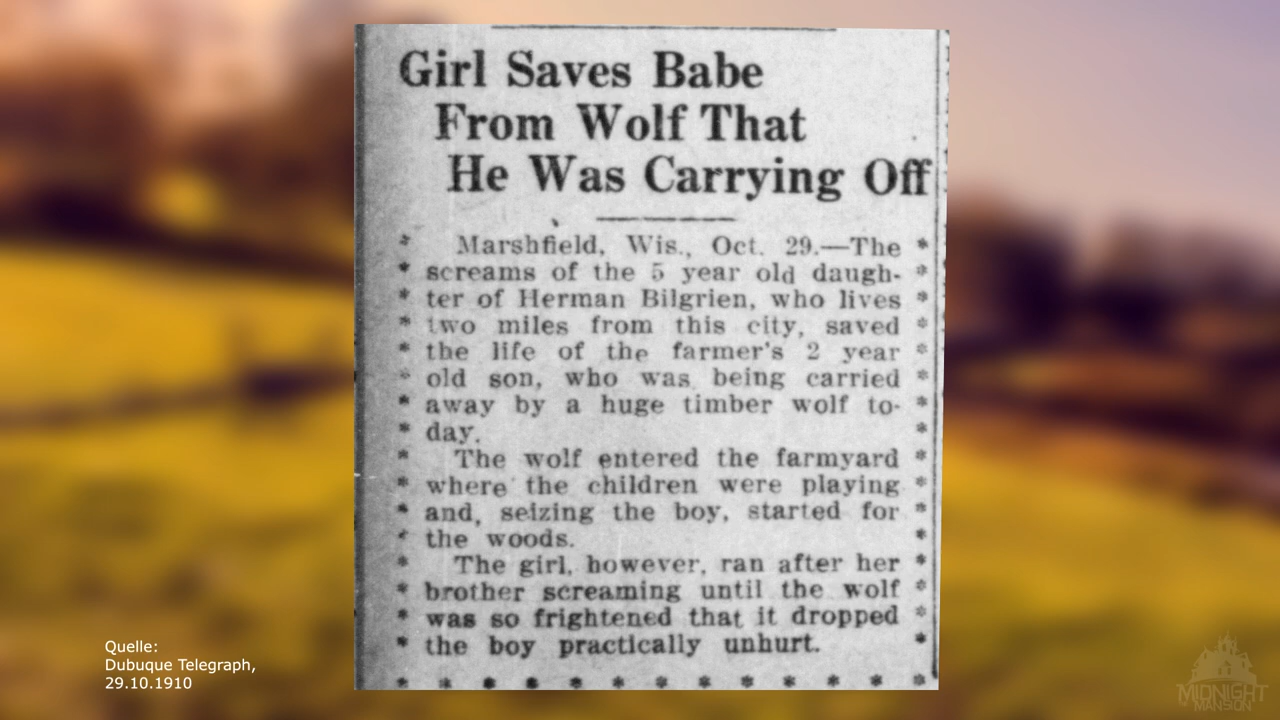 Girl Saves Babe
From Wolf That
He Was Carrying Off
Marshfield, Wis., Oct. 29.—The
screams of the 5 year old daugh-
ter of Herman Bilgrien, who lives
two miles from this city, saved
the life of the farmer's 2 year
old son, who was being carried
away by a huge timber wolf to-
day.
The wolf entered the farmyard
where the children were playing
and, seizing the boy, started for
the woods.
The girl, however, ran after her
brother screaming until the wolf
was so frightened that it dropped
the boy practically unhurt.
Quelle:
Dubuque Telegraph,
29.10.1910
MIDNIGHT
MANSION